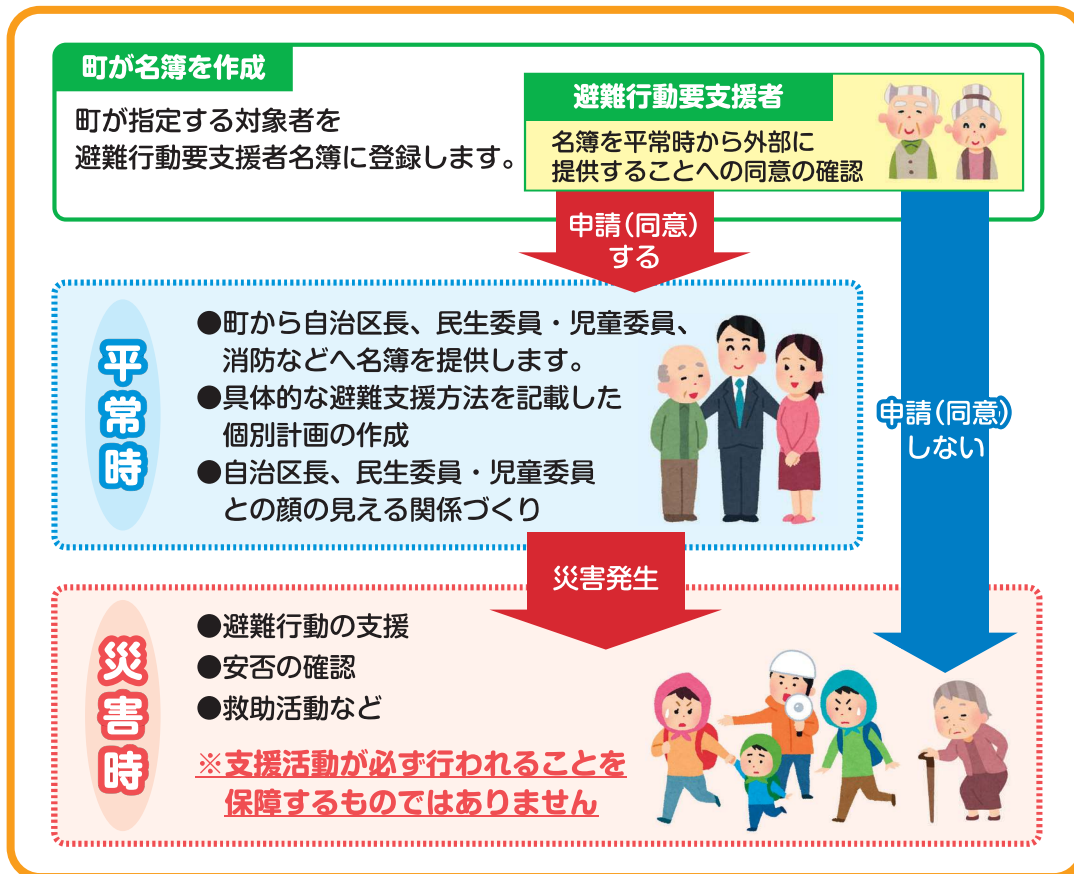 町が名簿を作成
町が指定する対象者を
避難行動要支援者名簿に登録します。
避難行動要支援者
名簿を平常時から外部に
提供することへの同意の確認
申請(同意)
する
申請(同意)
しない
平常時
●町から自治区長、民生委員・児童委員、
消防などへ名簿を提供します。
●具体的な避難支援方法を記載した
個別計画の作成
●自治区長、民生委員・児童委員
との顔の見える関係づくり
災害発生
災害時
●避難行動の支援
●安否の確認
●救助活動など
※支援活動が必ず行われることを
保障するものではありません